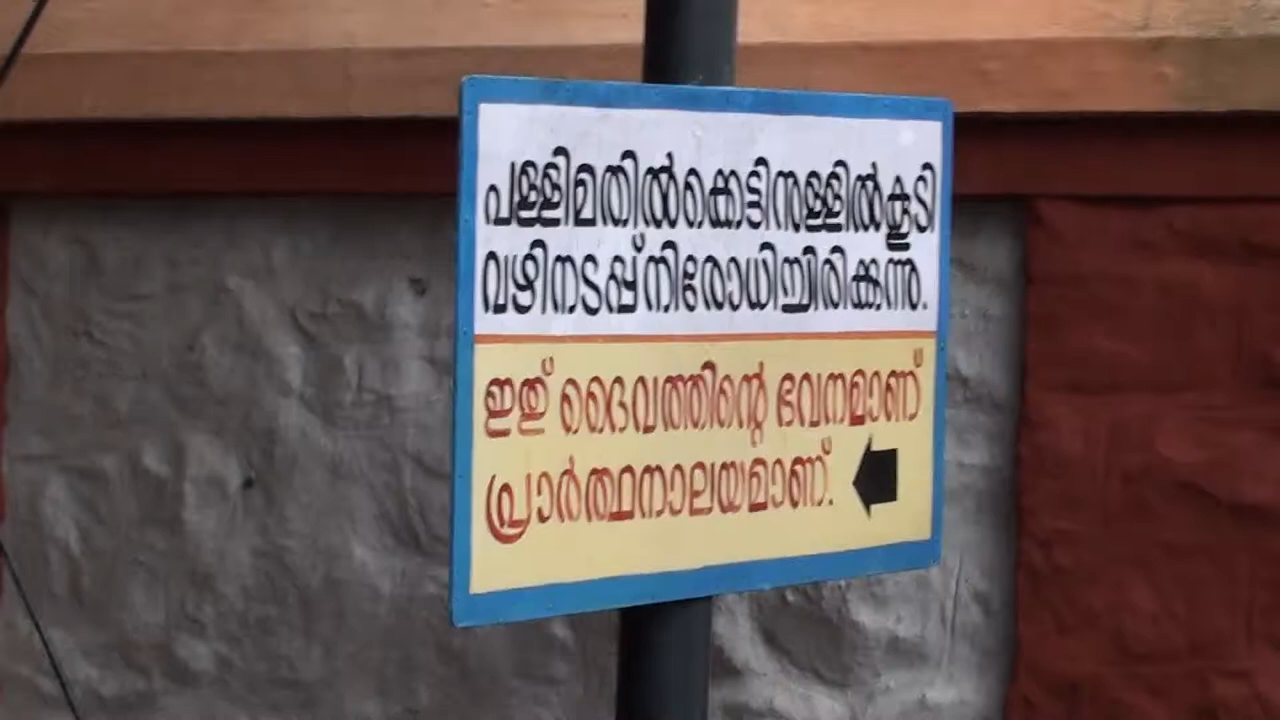 പള്ളിമതിൽക്കെട്ടിനുള്ളിൽകൂടി
വഴിനടപ്പ് നിരോധിച്ചിരിക്കുന്നു.
ഇത് ദൈവത്തിന്റെ ഭവനമാണ്
പ്രാർത്ഥനാലയമാണ്.